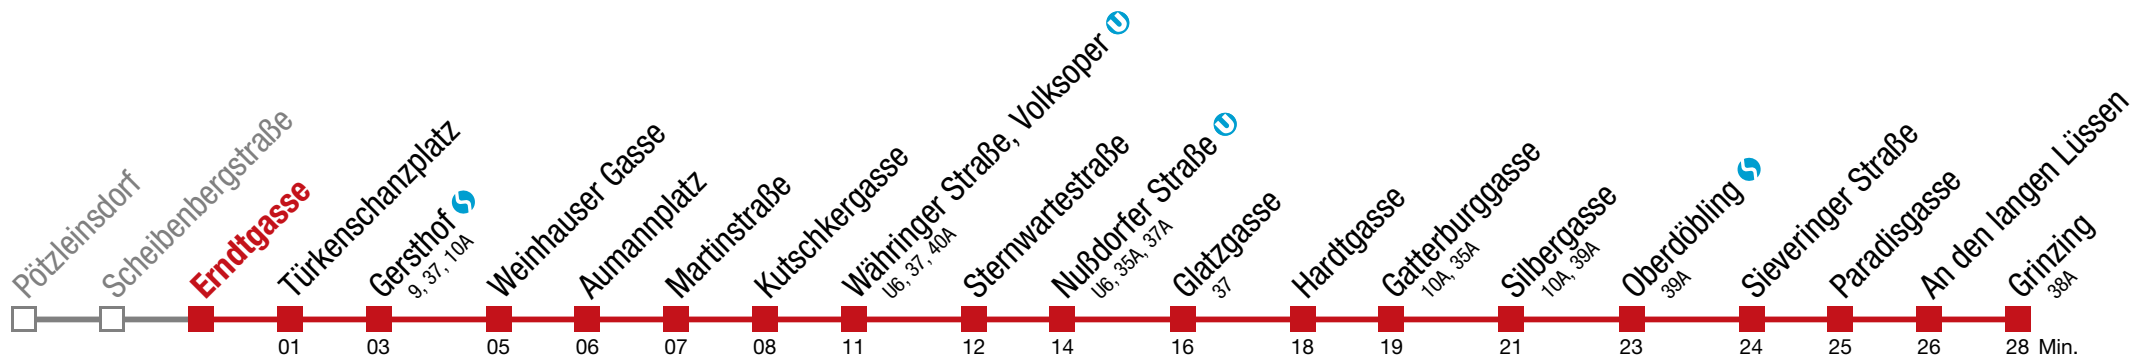 Pötzleinsdorf
Scheibenbergstraße
Erndtgasse
Türkenschanzplatz
Gersthof
9, 37, 10A
Weinhauser Gasse
Aumannplatz
Martinstraße
Kutschkergasse
Währinger Straße, Volksoper U
U6, 37, 40A
Sternwartestraße
Nußdorfer Straße U
U6, 35A, 37A
Glatzgasse
37
Hardtgasse
Gatterburggasse
10A, 35A
Silbergasse
10A, 39A
Oberdöbling
39A
Sieveringer Straße
Paradisgasse
An den langen Lüssen
Grinzing
38A
01 03 05 06 07 08 11 12 14 16 18 19 21 23 24 25 26 28 Min.